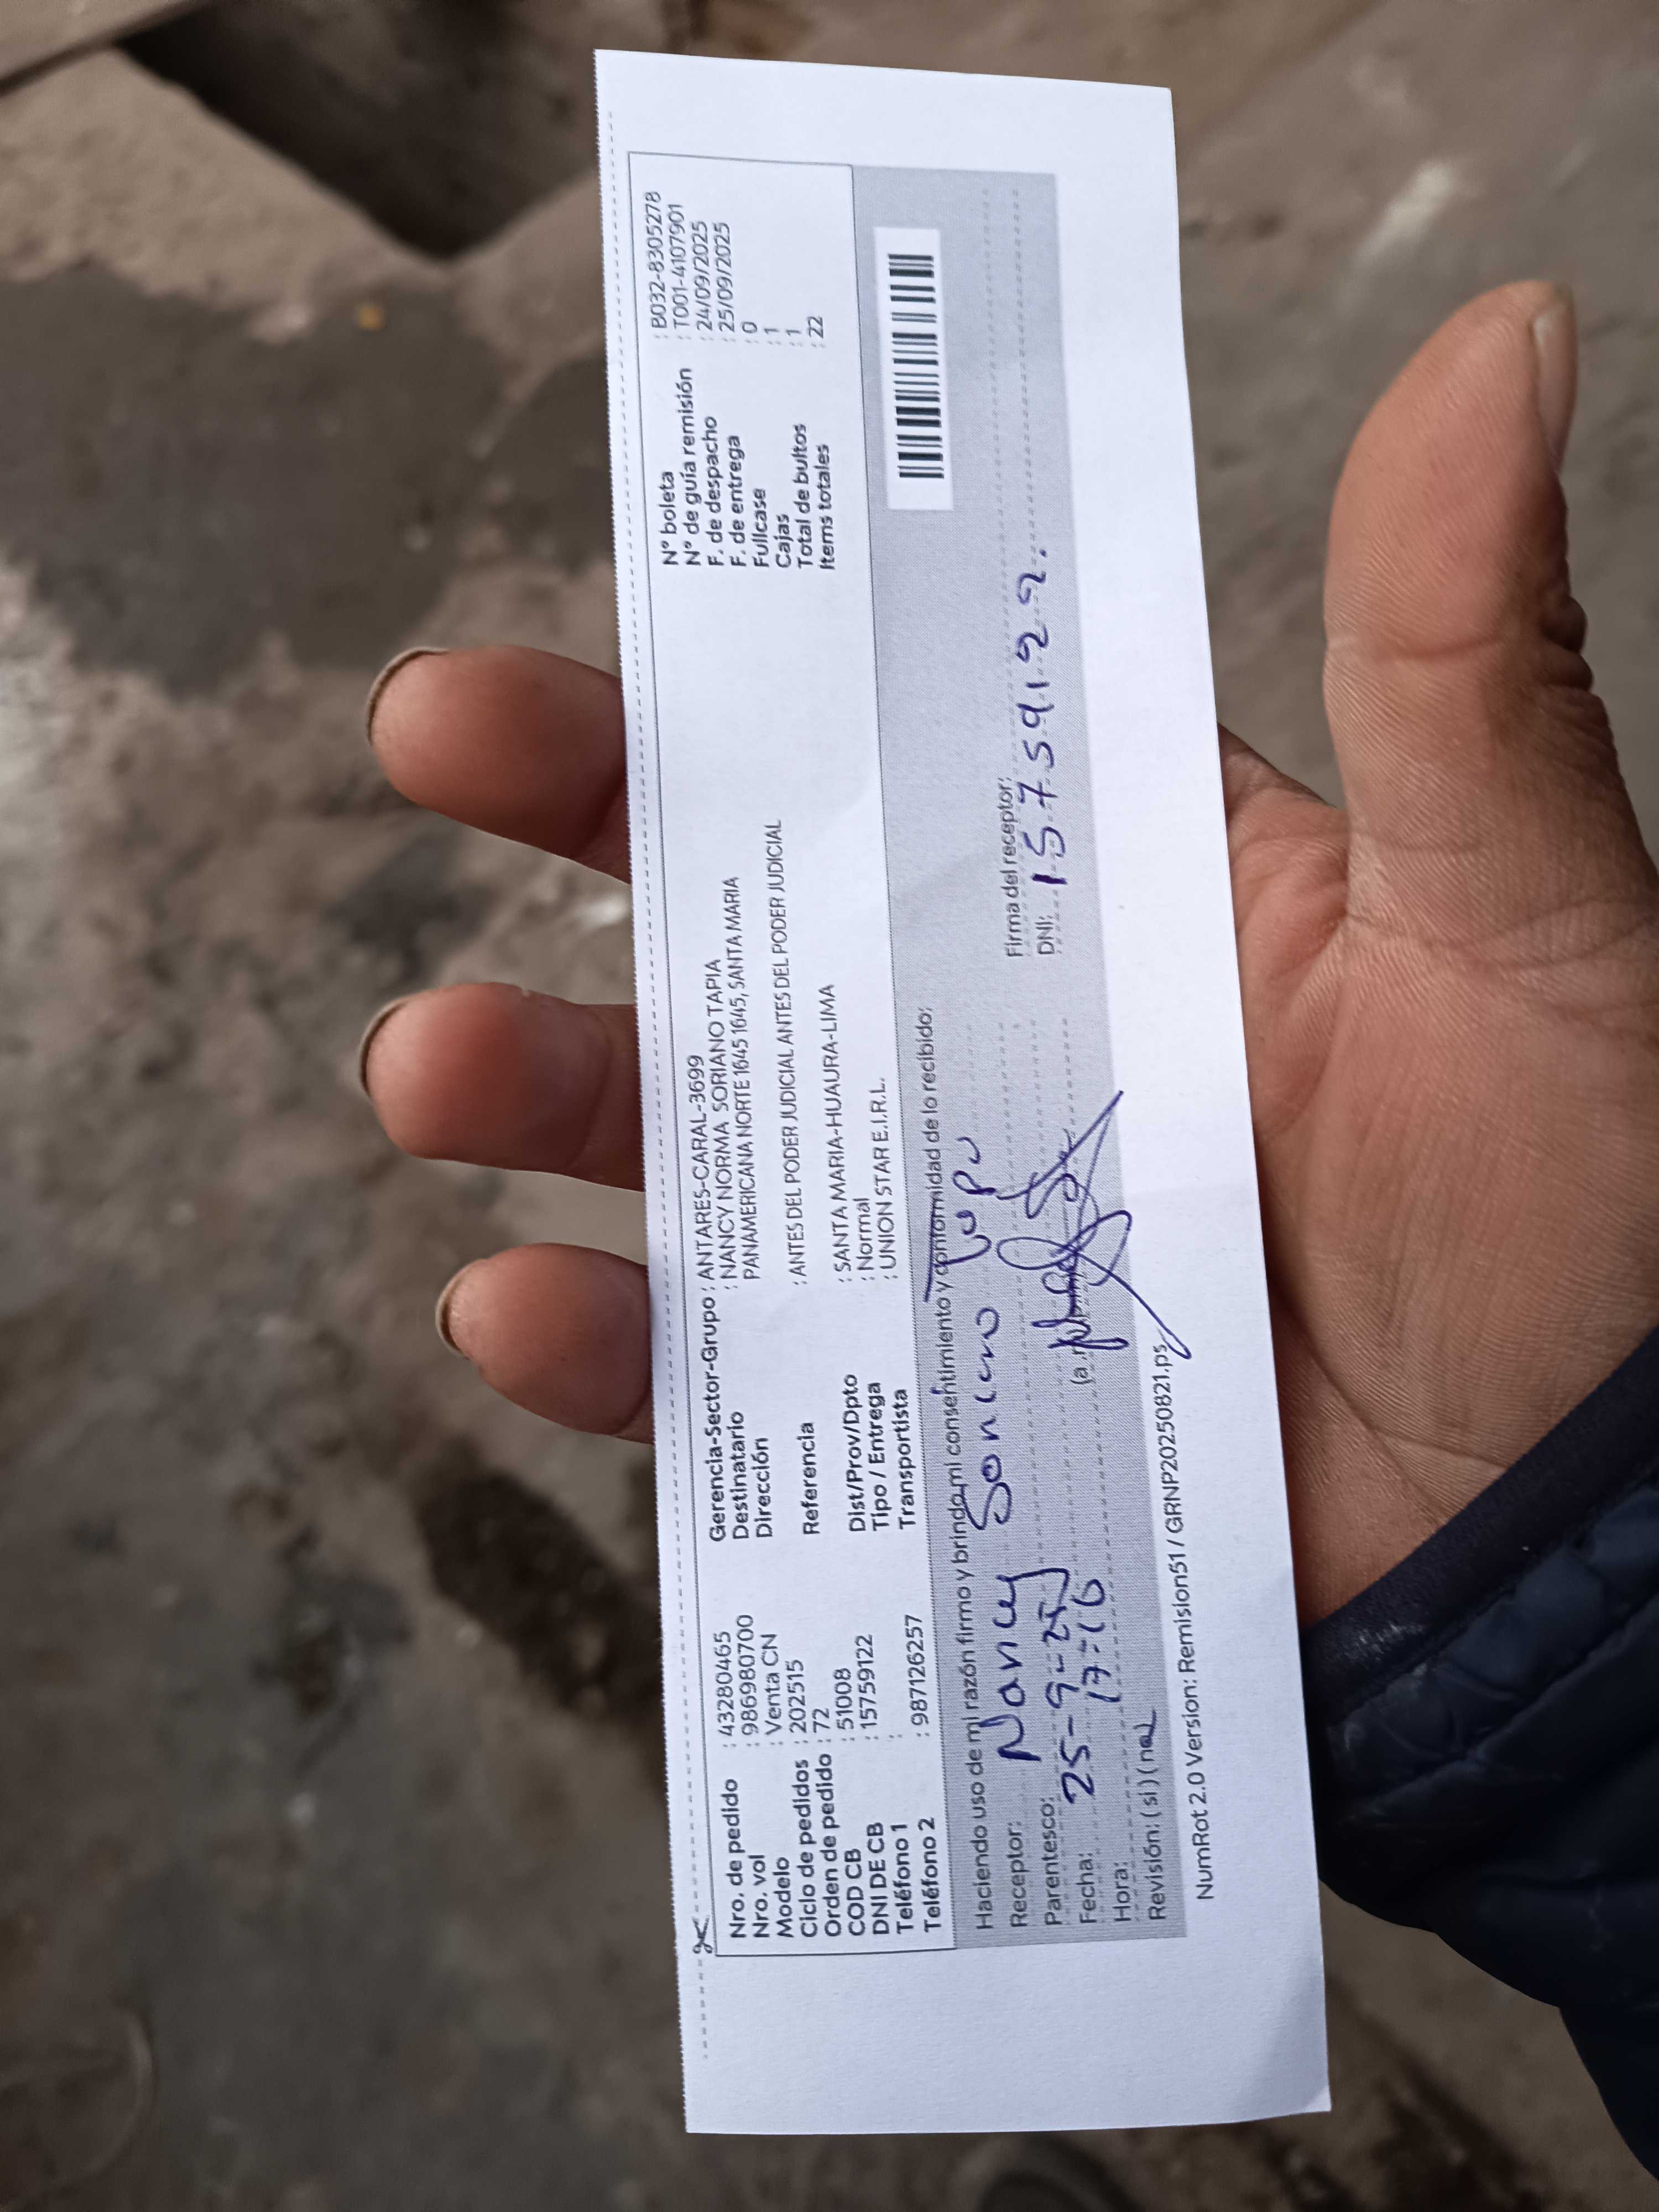 Nro. de pedido : 43280465
Nro. vol : 986980700
Modelo : Venta CN
Ciclo de pedidos : 202515
Orden de pedido : 72
COD CB : 51008
DNI DE CB : 15759122
Teléfono 1 :
Teléfono 2 : 987126257
Gerencia-Sector-Grupo : ANTARES-CARAL-3699
Destinatario : NANCY NORMA SORIANO TAPIA
Dirección : PANAMERICANA NORTE 1645 1645, SANTA MARIA
Referencia : ANTES DEL PODER JUDICIAL ANTES DEL PODER JUDICIAL
Dist/Prov/Dpto : SANTA MARIA-HUAURA-LIMA
Tipo / Entrega : Normal
Transportista : UNION STAR E.I.R.L.
N° boleta : B032-8305278
N° de guía remisión : T001-4107901
F. de despacho : 24/09/2025
F. de entrega : 25/09/2025
Fullcase : 0
Cajas : 1
Total de bultos : 1
Items totales : 22
Haciendo uso de mi razón firmo y brindo mi consentimiento y conformidad de lo recibido:
Receptor: Nancy Soriano
Parentesco:
Fecha: 25-9-25
Hora: 17:16
Revisión: (si) (no)
Firma del receptor:
DNI: 15759122.
NumRot 2.0 Version: Remision51 / GRNP20250821.ps